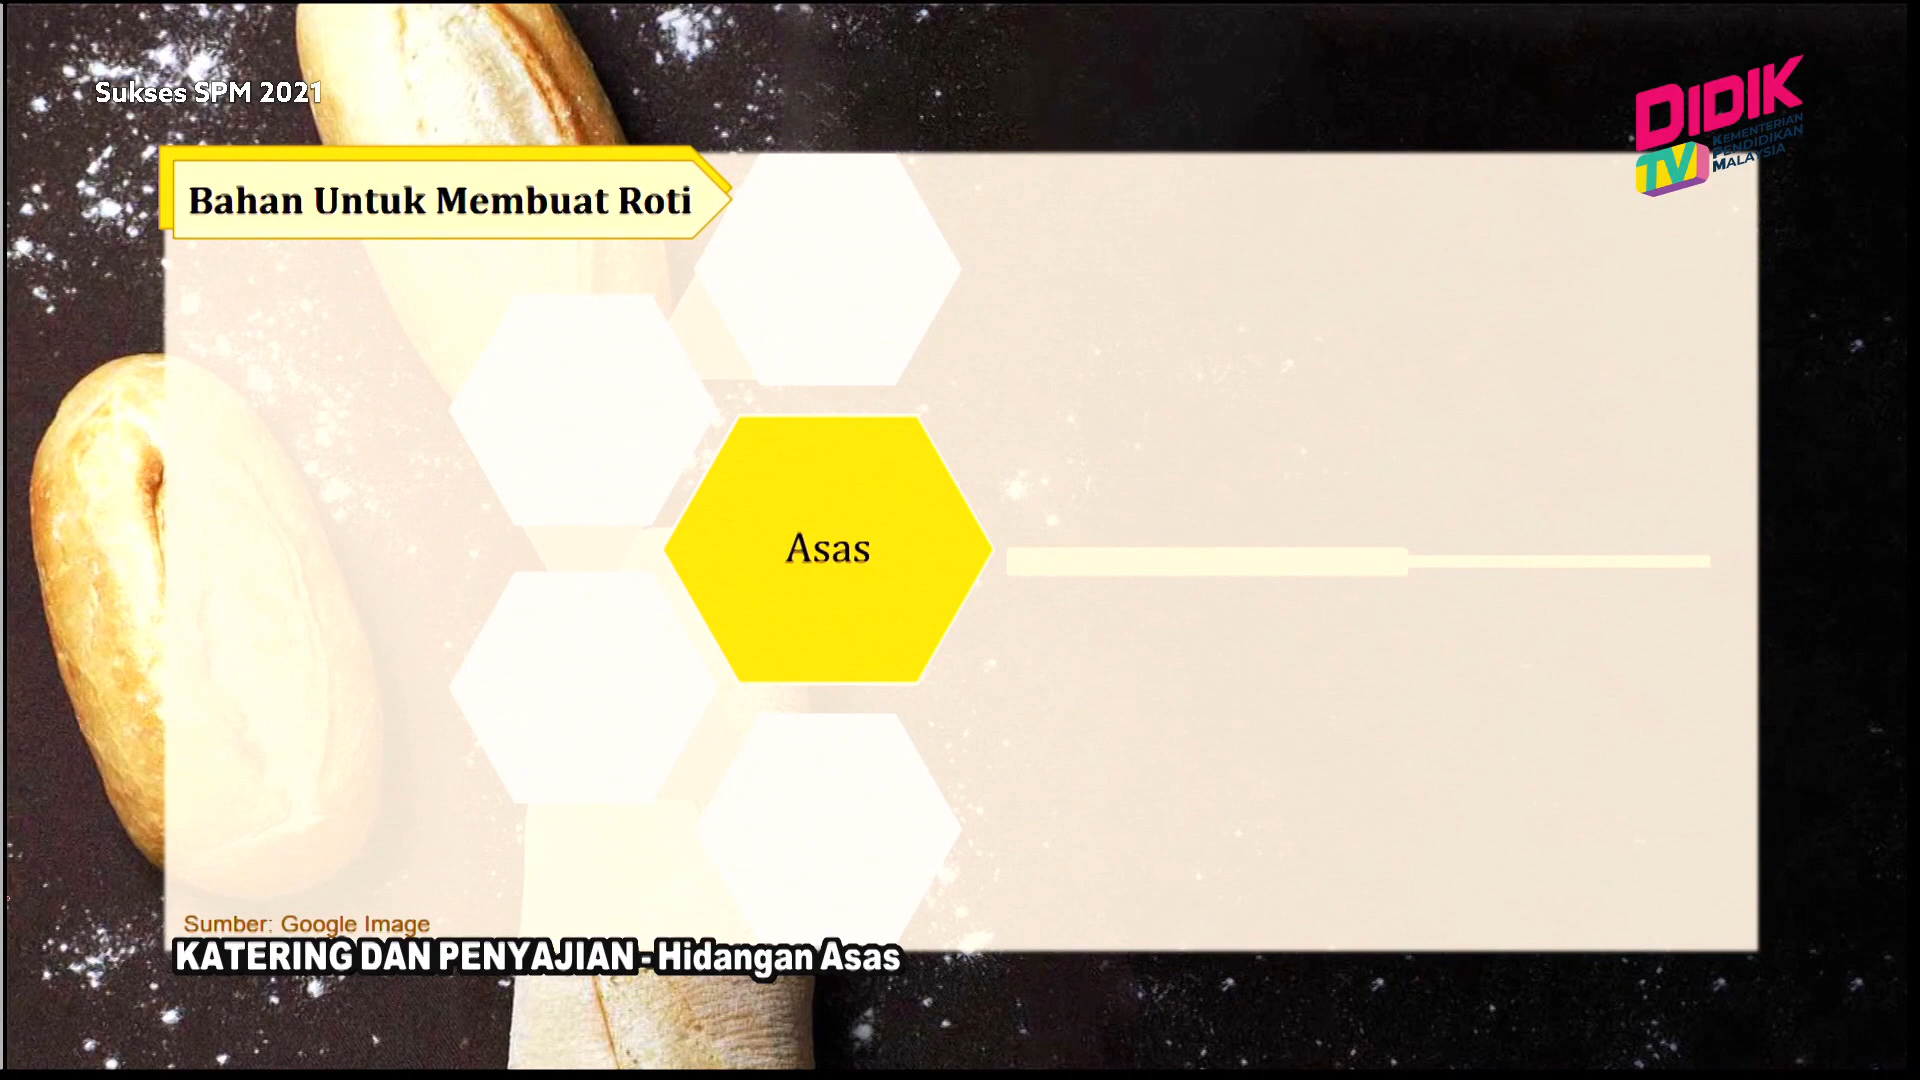 Sukses SPM 2021
DIDIK
TV
KEMENTERIAN
PENDIDIKAN
MALAYSIA
Bahan Untuk Membuat Roti
Asas
Sumber: Google Image
KATERING DAN PENYAJIAN - Hidangan Asas